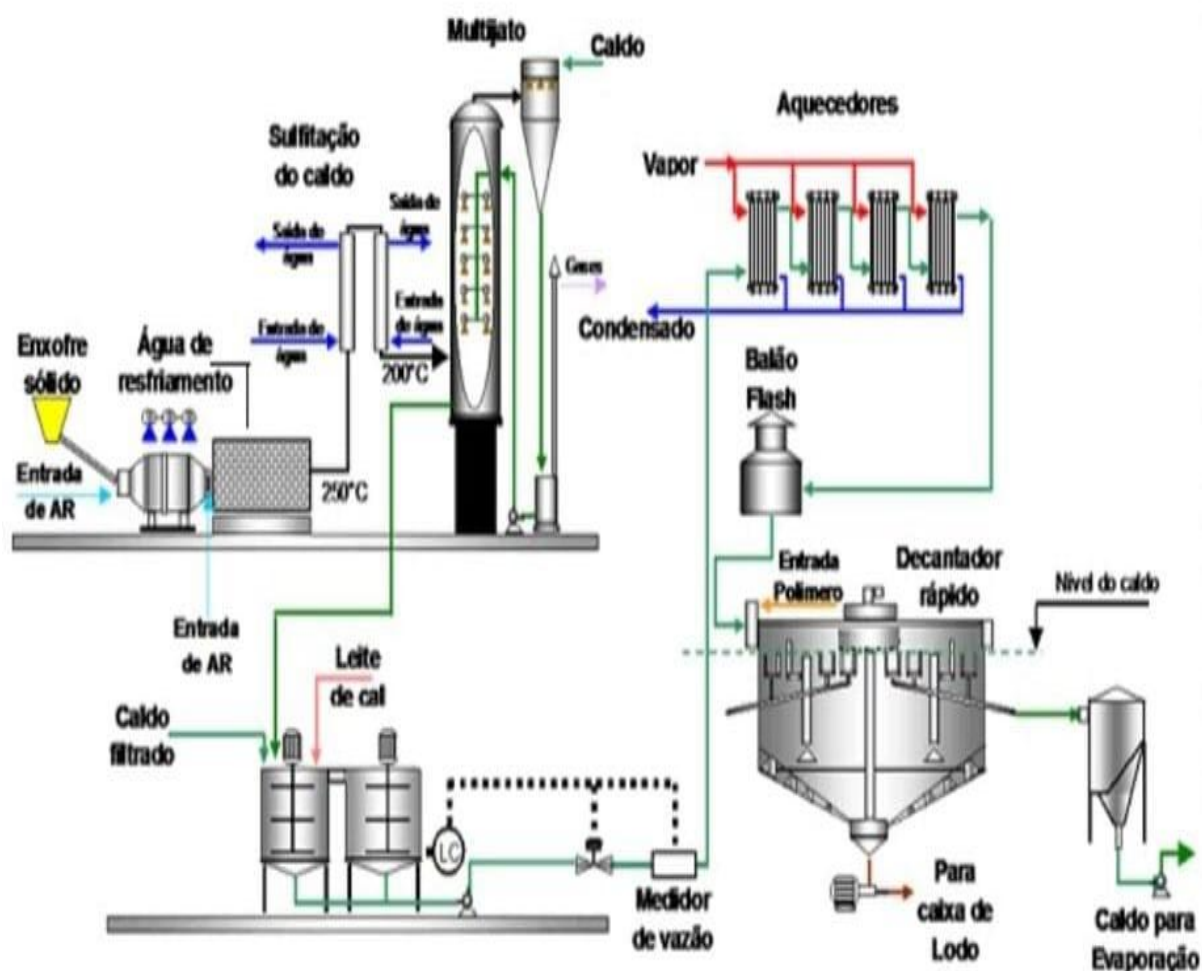 Multijato
Caldo
Sulfitação
do caldo
Aquecedores
Vapor
Saída de
água
Saída de
água
Gases
Entrada de
água
Entrada
de água
Condensado
Enxofre
sólido
Água de
resfriamento
200°C
Balão
Flash
Entrada
de AR
250°C
Entrada
Polímero
Decantador
rápido
Nível do caldo
Entrada
de AR
Leite
de cal
Caldo
filtrado
LC
Medidor
de vazão
Para
caixa de
Lodo
Caldo para
Evaporação